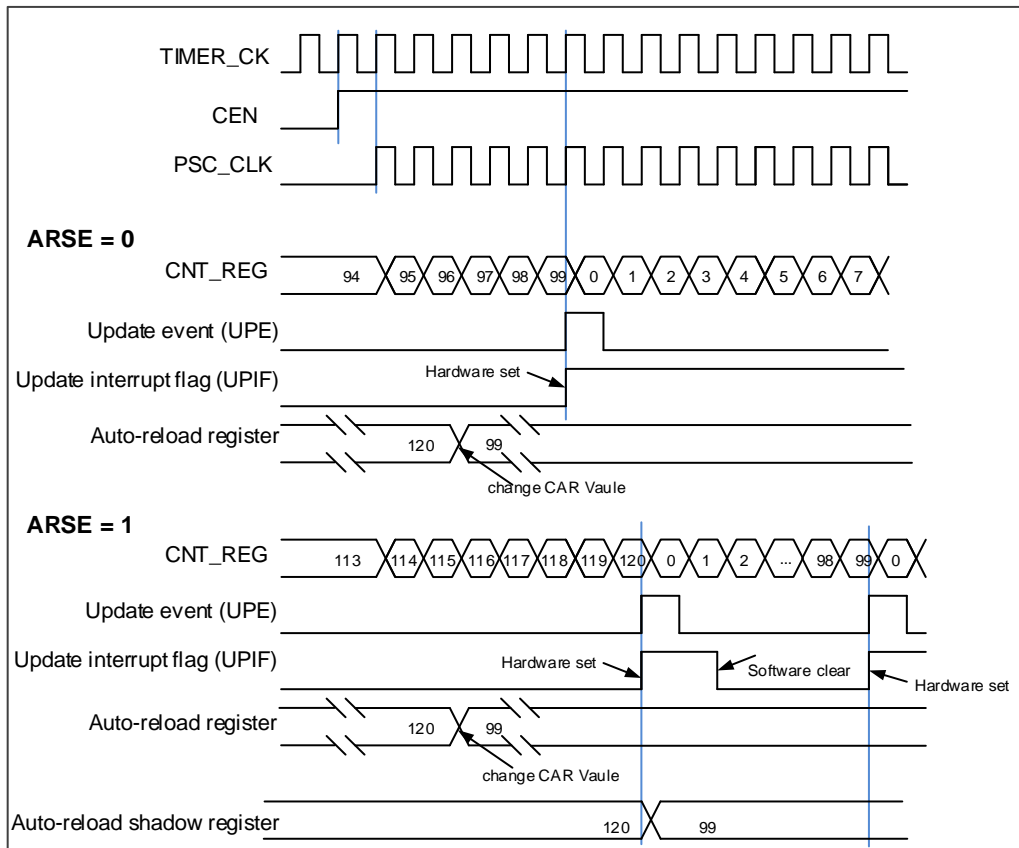 TIMER_CK
CEN
PSC_CLK
ARSE = 0
CNT_REG 94 95 96 97 98 99 0 1 2 3 4 5 6 7
Update event (UPE)
Update interrupt flag (UPIF) Hardware set
Auto-reload register 120 99
change CAR Vaule
ARSE = 1
CNT_REG 113 114 115 116 117 118 119 120 0 1 2 ... 98 99 0
Update event (UPE)
Update interrupt flag (UPIF) Hardware set Software clear Hardware set
Auto-reload register 120 99
change CAR Vaule
Auto-reload shadow register 120 99